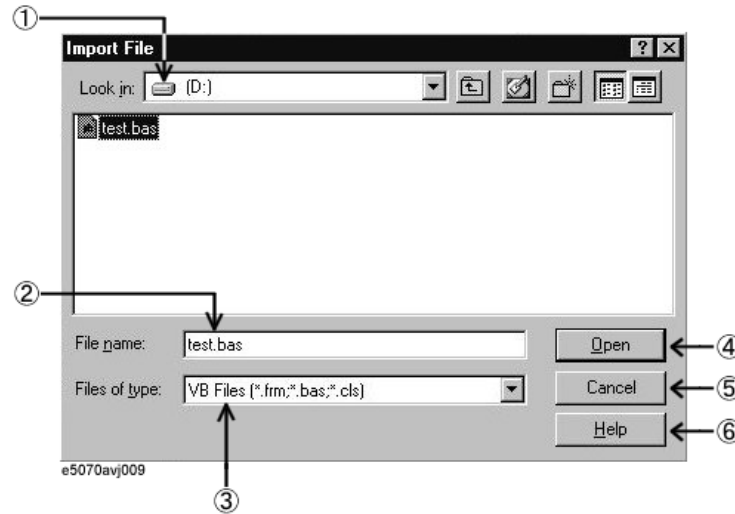 ①
Import File
Look in: (D:)
test.bas
②
File name: test.bas Open ④
Files of type: VB Files (*.frm;*.bas;*.cls) Cancel ⑤
Help ⑥
e5070avj009
③